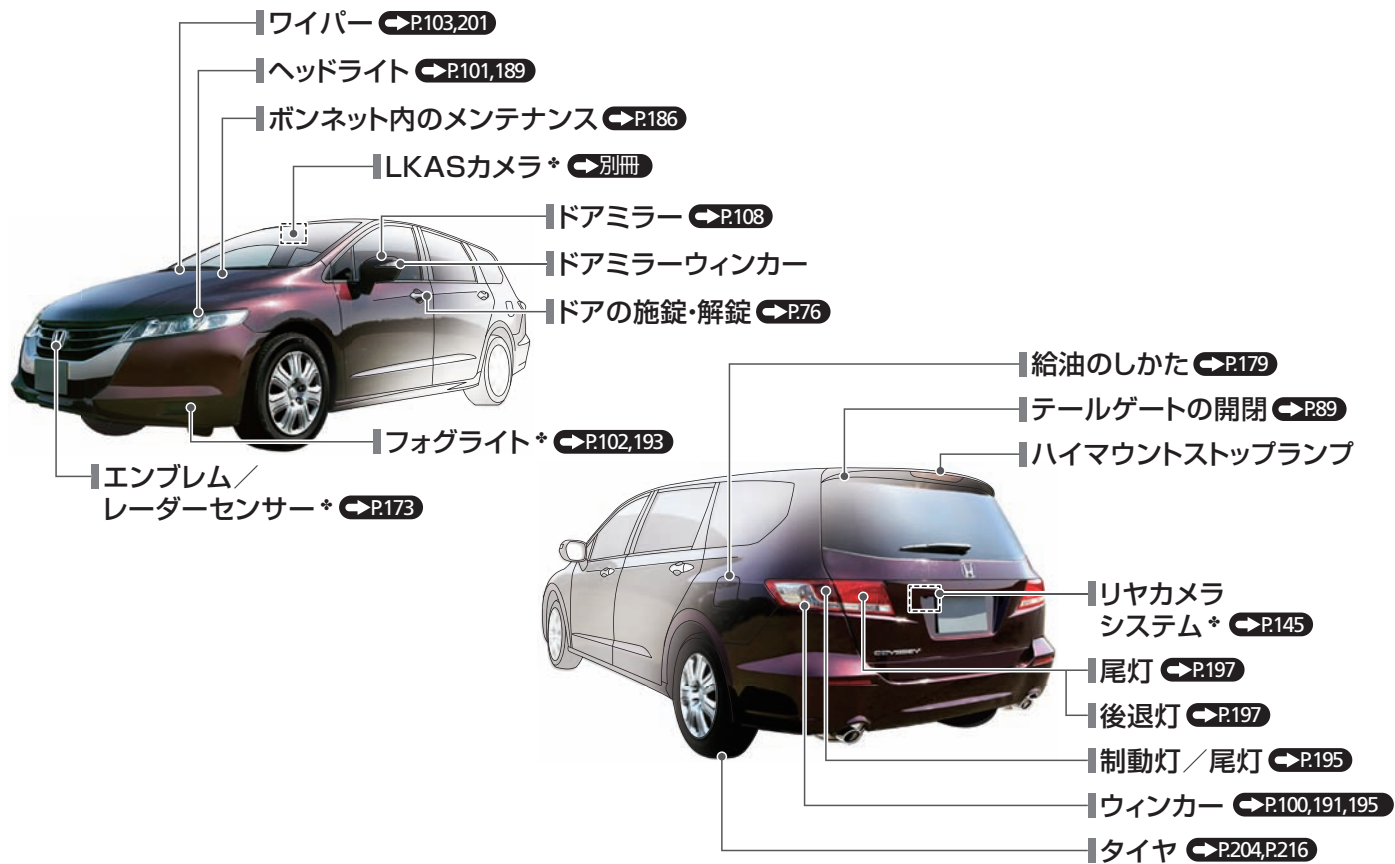 ワイパー ➡P.103,201
ヘッドライト ➡P.101,189
ボンネット内のメンテナンス ➡P.186
LKASカメラ* ➡別冊
ドアミラー ➡P.108
ドアミラーウィンカー
ドアの施錠・解錠 ➡P.76
フォグライト* ➡P.102,193
エンブレム／
レーダーセンサー* ➡P.173
給油のしかた ➡P.179
テールゲートの開閉 ➡P.89
ハイマウントストップランプ
リヤカメラ
システム* ➡P.145
尾灯 ➡P.197
後退灯 ➡P.197
制動灯／尾灯 ➡P.195
ウィンカー ➡P.100,191,195
タイヤ ➡P.204,P.216
ODYSSEY